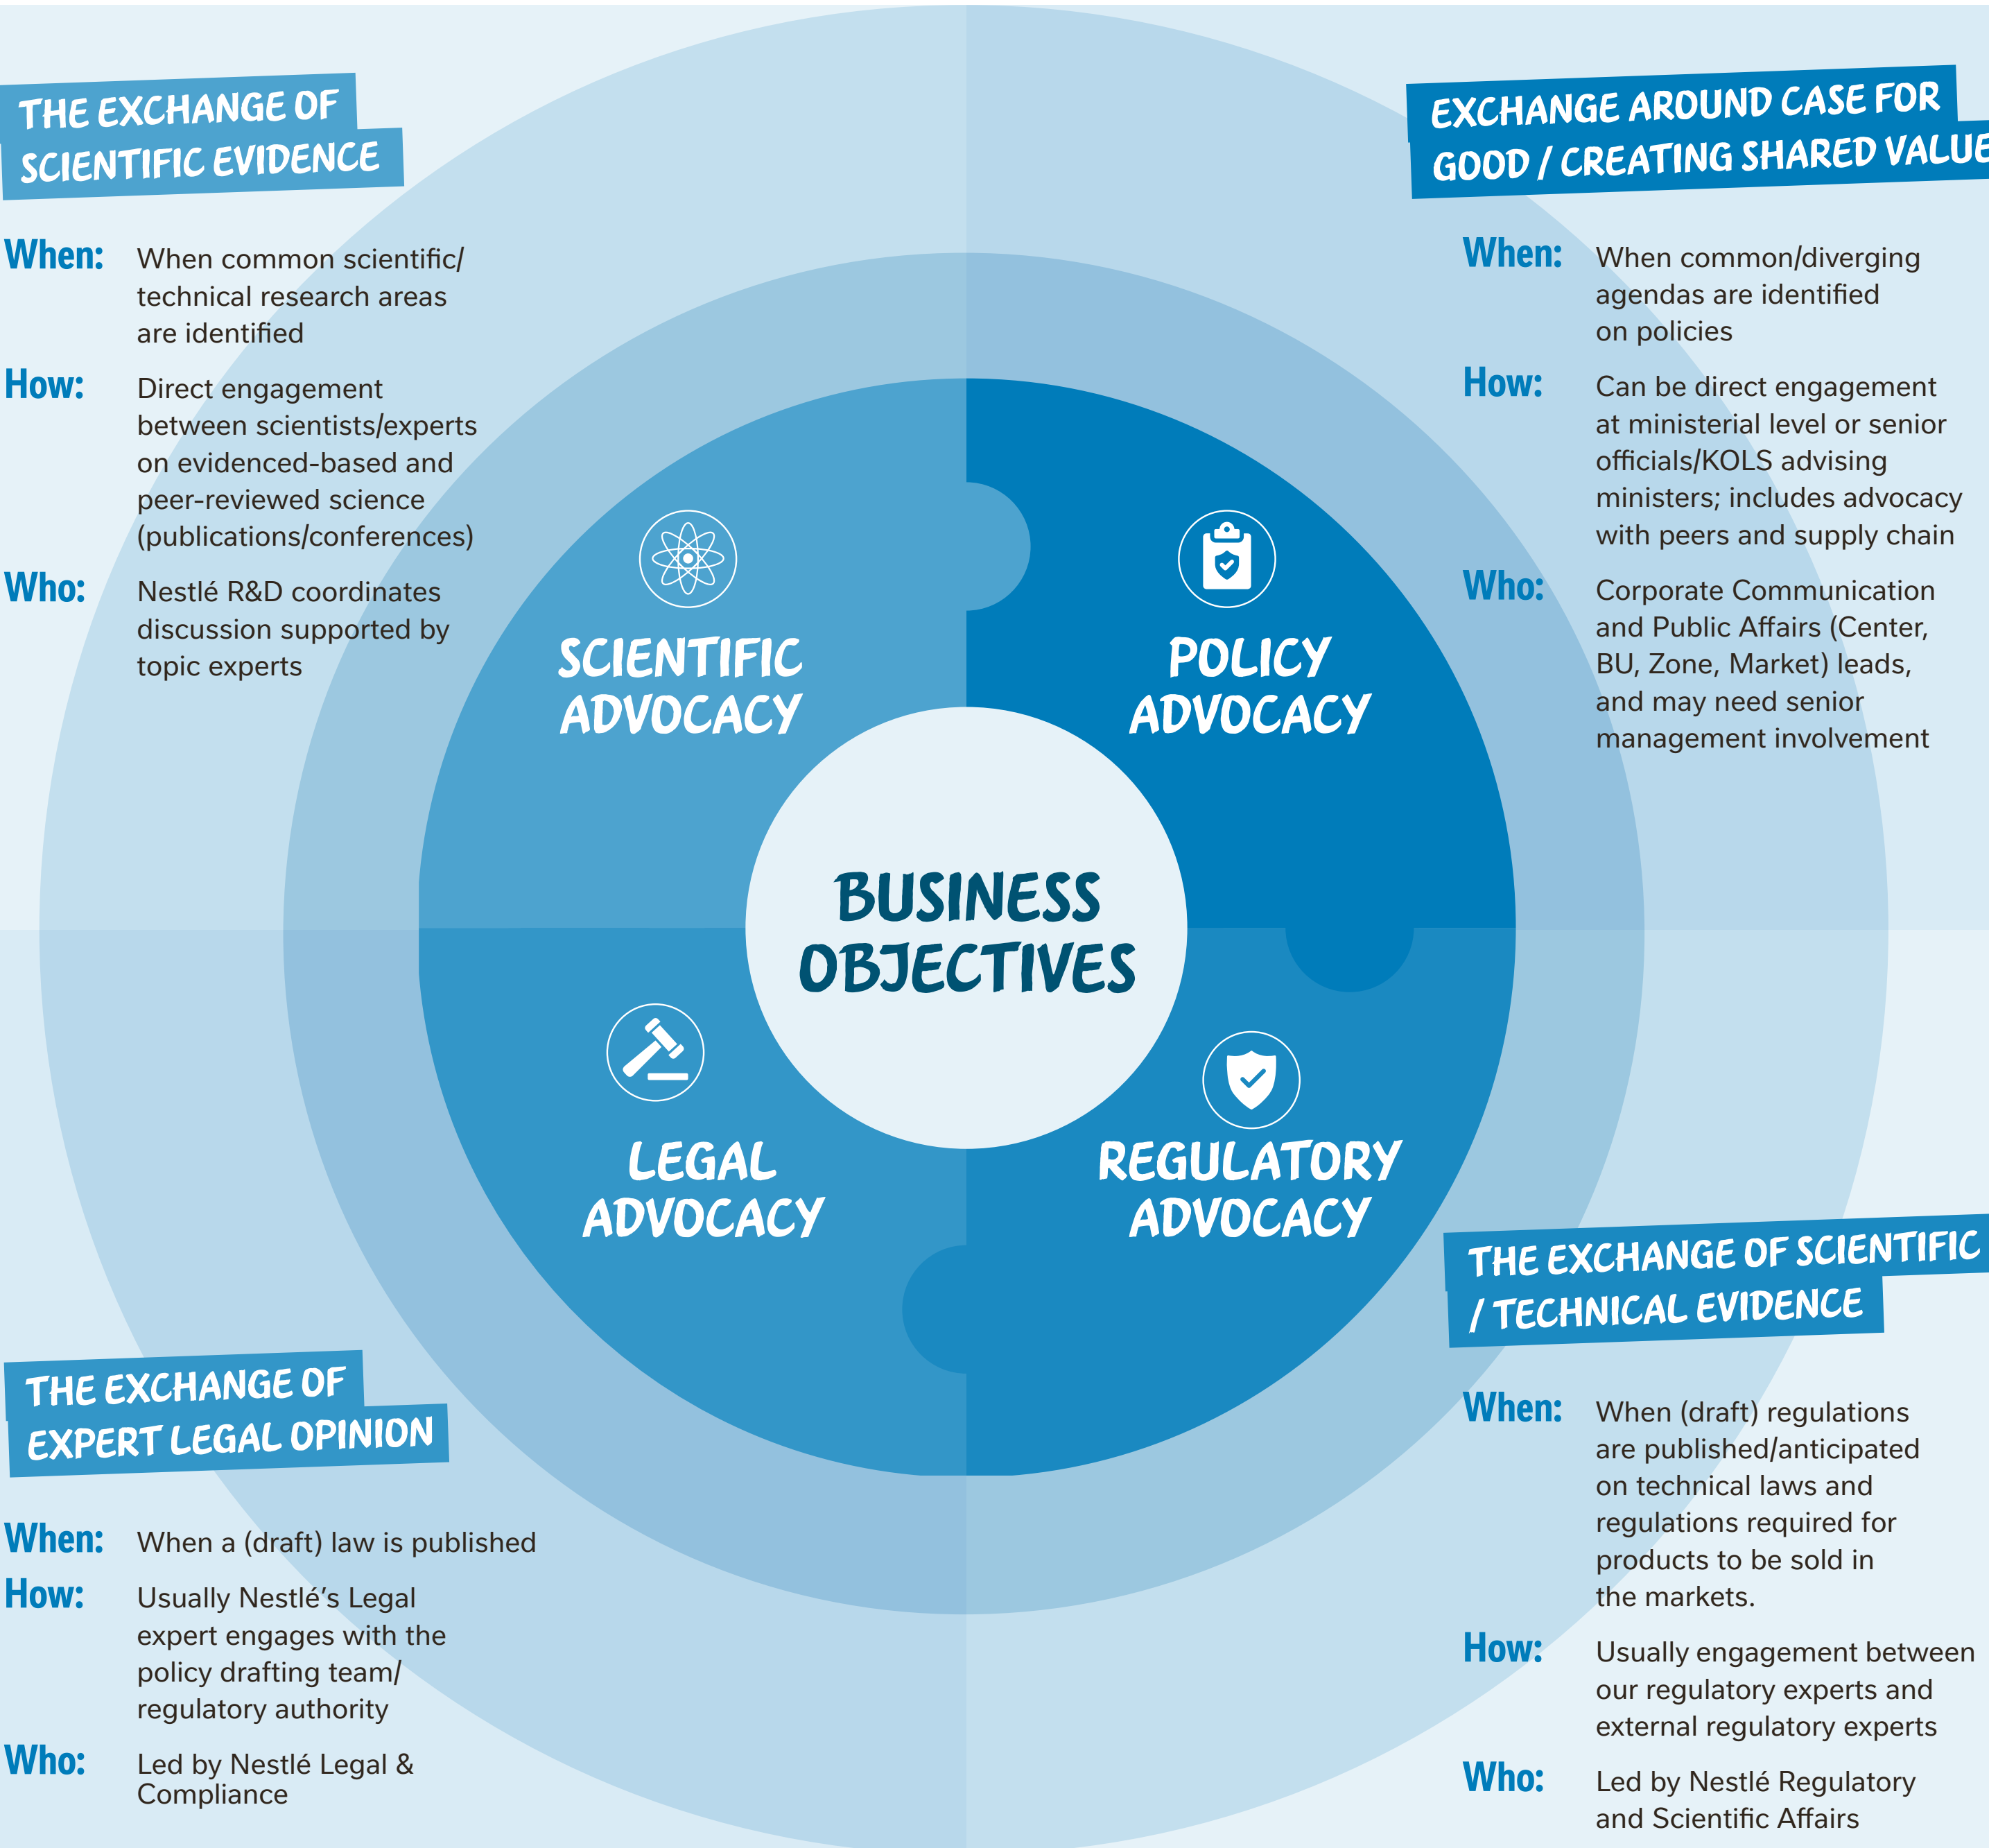 THE EXCHANGE OF
SCIENTIFIC EVIDENCE
When: When common scientific/
technical research areas
are identified
How: Direct engagement
between scientists/experts
on evidenced-based and
peer-reviewed science
(publications/conferences)
Who: Nestlé R&D coordinates
discussion supported by
topic experts
EXCHANGE AROUND CASE FOR
GOOD / CREATING SHARED VALUE
When: When common/diverging
agendas are identified
on policies
How: Can be direct engagement
at ministerial level or senior
officials/KOLS advising
ministers; includes advocacy
with peers and supply chain
Who: Corporate Communication
and Public Affairs (Center,
BU, Zone, Market) leads,
and may need senior
management involvement
SCIENTIFIC
ADVOCACY
POLICY
ADVOCACY
BUSINESS
OBJECTIVES
LEGAL
ADVOCACY
REGULATORY
ADVOCACY
THE EXCHANGE OF
EXPERT LEGAL OPINION
When: When a (draft) law is published
How: Usually Nestlé’s Legal
expert engages with the
policy drafting team/
regulatory authority
Who: Led by Nestlé Legal &
Compliance
THE EXCHANGE OF SCIENTIFIC
/ TECHNICAL EVIDENCE
When: When (draft) regulations
are published/anticipated
on technical laws and
regulations required for
products to be sold in
the markets.
How: Usually engagement between
our regulatory experts and
external regulatory experts
Who: Led by Nestlé Regulatory
and Scientific Affairs